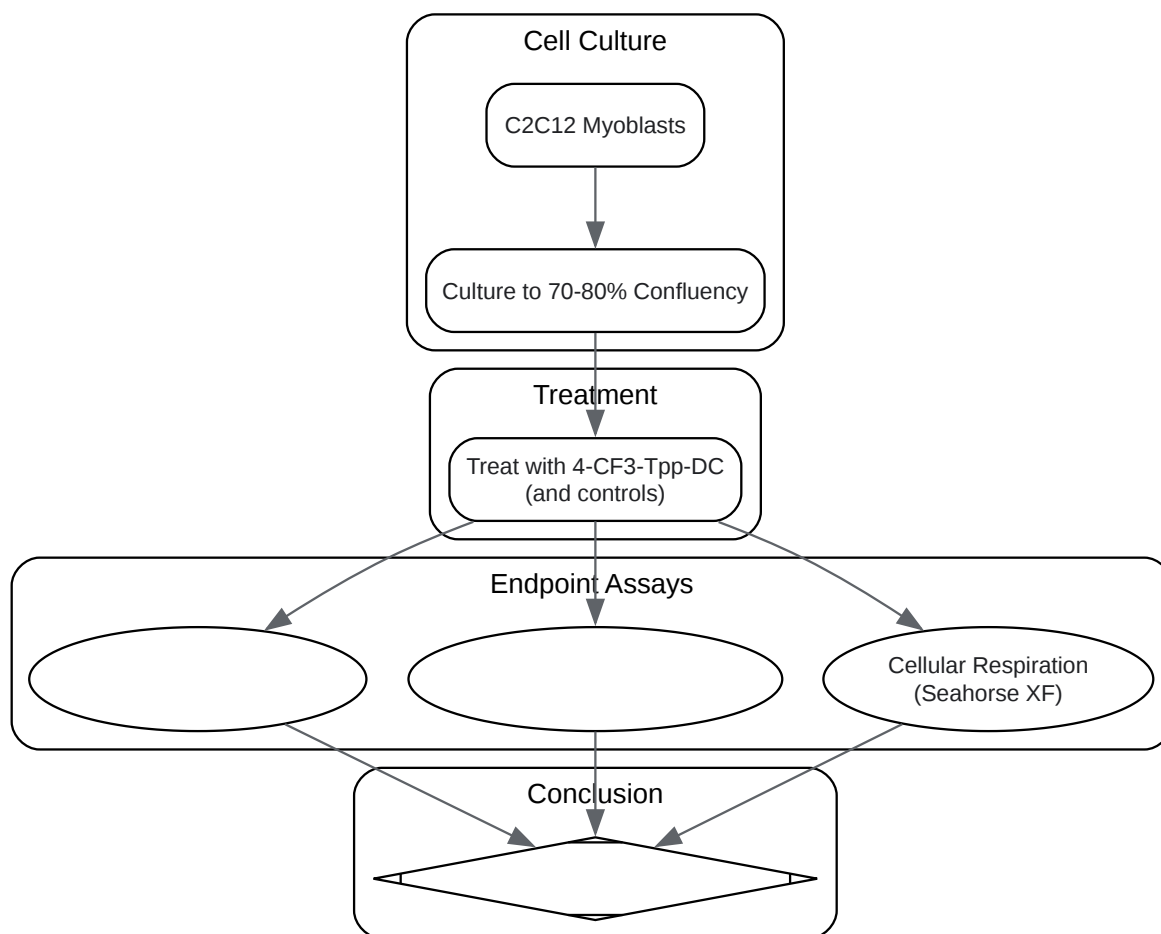 Cell Culture
C2C12 Myoblasts
Culture to 70-80% Confluency
Treatment
Treat with 4-CF3-Tpp-DC
(and controls)
Endpoint Assays
Cellular Respiration
(Seahorse XF)
Conclusion